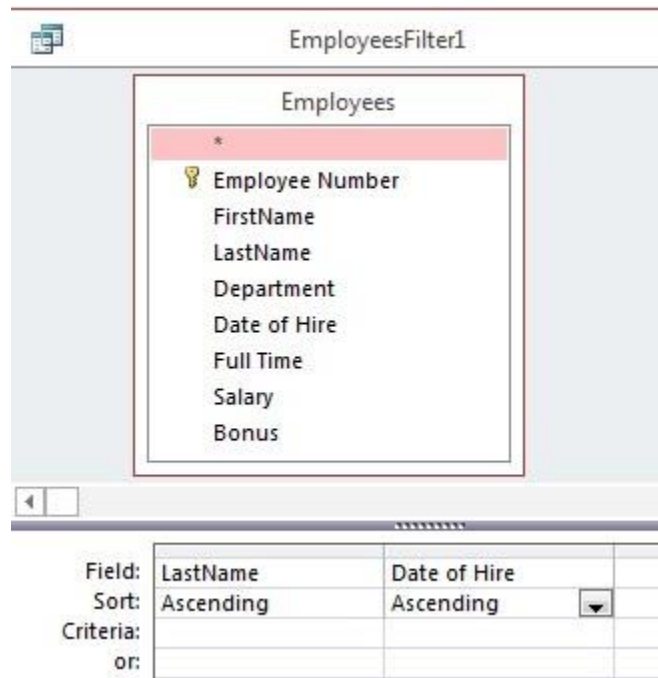 EmployeesFilter1
Employees
*
Employee Number
FirstName
LastName
Department
Date of Hire
Full Time
Salary
Bonus
Field: LastName Date of Hire
Sort: Ascending Ascending
Criteria:
or: